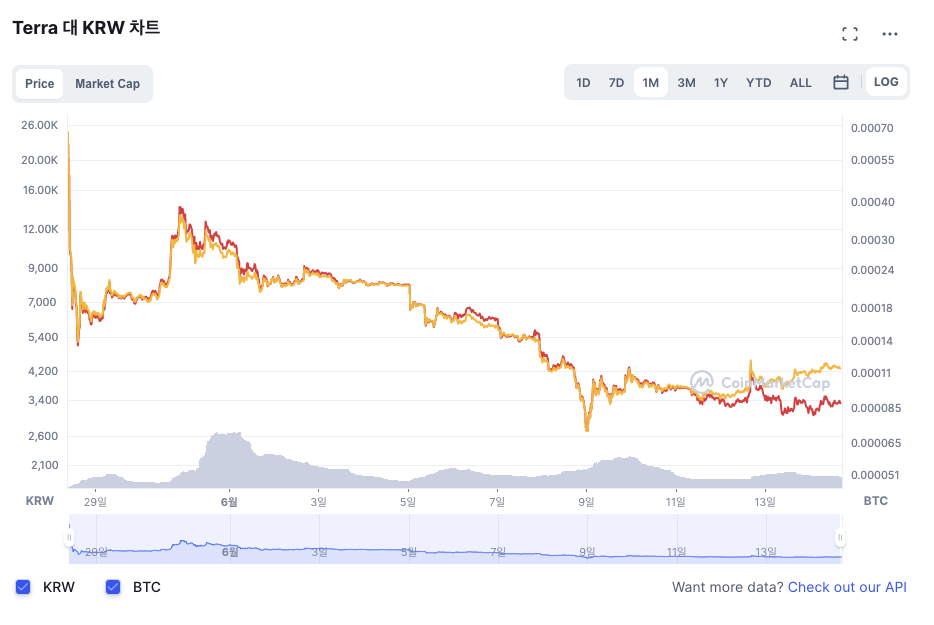 Terra 대 KRW 차트
Price Market Cap 1D 7D 1M 3M 1Y YTD ALL LOG
26.00K 0.00070
20.00K 0.00055
16.00K 0.00040
12.00K 0.00030
9,000 0.00024
7,000 0.00018
5,400 0.00014
4,200 0.00011
CoinMarketCap
3,400 0.000085
2,600 0.000065
2,100 0.000051
KRW 29일 6월 3일 5일 7일 9일 11일 13일 BTC
29일 6월 3일 5일 7일 9일 11일 13일
KRW BTC Want more data? Check out our API